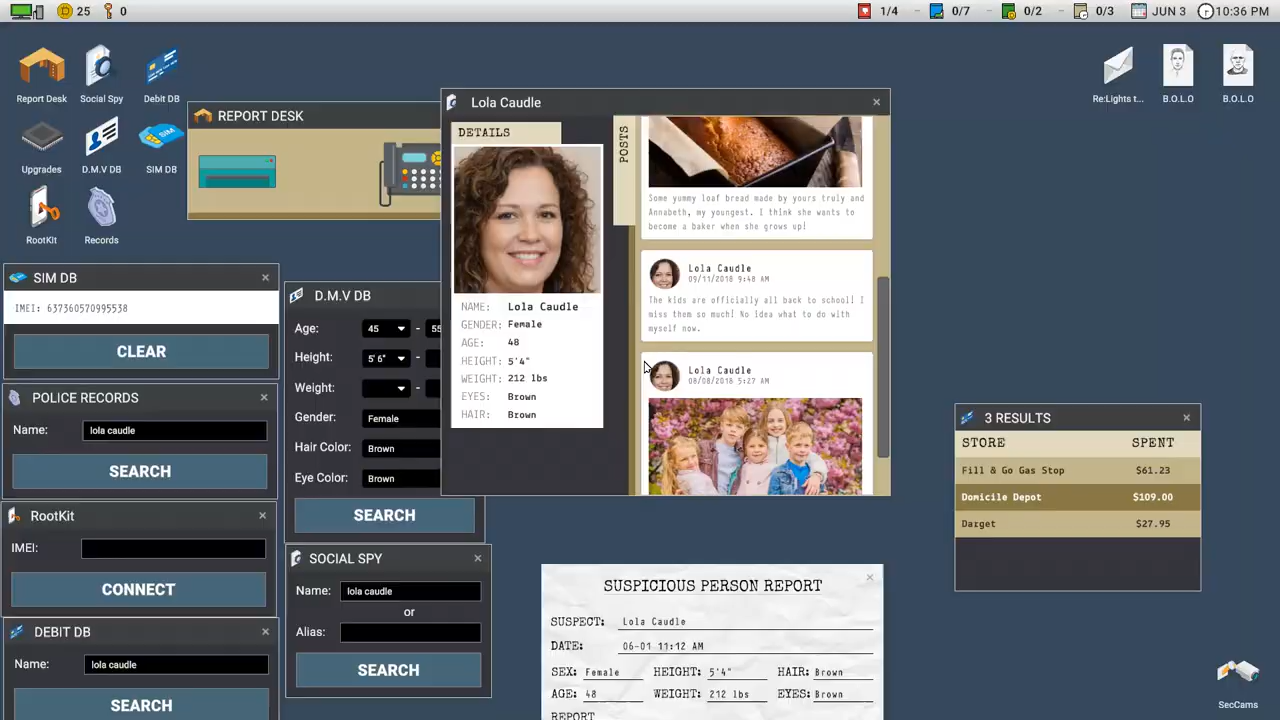 25
0
1/4
0/7
0/2
0/3
JUN 3
10:36 PM
Report Desk
Social Spy
Debit DB
Upgrades
D.M.V DB
SIM DB
RootKit
Records
Re:Lights t...
B.O.L.O
B.O.L.O
REPORT DESK
SIM DB
IMEI: 637360570995538
CLEAR
POLICE RECORDS
Name: lola caudle
SEARCH
RootKit
IMEI:
CONNECT
DEBIT DB
Name: lola caudle
SEARCH
D.M.V DB
Age: 45 - 55
Height: 5' 6" -
Weight: -
Gender: Female
Hair Color: Brown
Eye Color: Brown
SEARCH
SOCIAL SPY
Name: lola caudle
or
Alias:
SEARCH
Lola Caudle
DETAILS
NAME: Lola Caudle
GENDER: Female
AGE: 48
HEIGHT: 5'4"
WEIGHT: 212 lbs
EYES: Brown
HAIR: Brown
POSTS
Some yummy loaf bread made by yours truly and
Annabeth, my youngest. I think she wants to
become a baker when she grows up!
Lola Caudle
09/11/2018 9:48 AM
The kids are officially all back to school! I
miss them so much! No idea what to do with
myself now.
Lola Caudle
08/08/2018 5:27 AM
3 RESULTS
STORE SPENT
Fill & Go Gas Stop $61.23
Domicile Depot $109.00
Darget $27.95
SUSPICIOUS PERSON REPORT
SUSPECT: Lola Caudle
DATE: 06-01 11:12 AM
SEX: Female HEIGHT: 5'4" HAIR: Brown
AGE: 48 WEIGHT: 212 lbs EYES: Brown
REPORT
SecCams